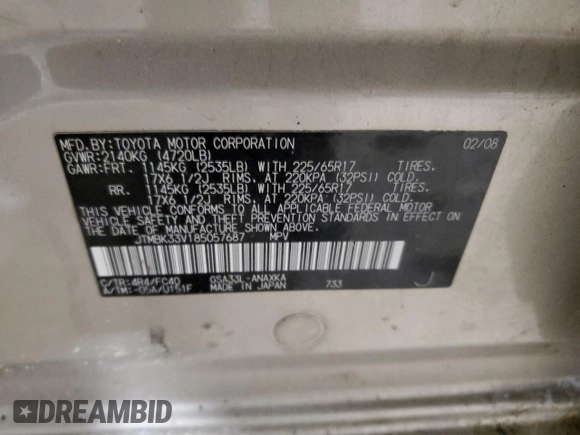 MFD.BY:TOYOTA MOTOR CORPORATION 02/08
GVWR:2140KG (4720LB)
GAWR:FRT. 1145KG (2535LB) WITH 225/65R17 TIRES.
17X6 1/2J RIMS, AT 220KPA (32PSI) COLD.
RR. 1145KG (2535LB) WITH 225/65R17 TIRES.
17X6 1/2J RIMS, AT 220KPA (32PSI) COLD.
THIS VEHICLE CONFORMS TO ALL APPLICABLE FEDERAL MOTOR
VEHICLE SAFETY AND THEFT PREVENTION STANDARDS IN EFFECT ON
THE DATE OF MANUFACTURE SHOWN ABOVE.
JTMBK33V185057687 MPV
C/TR:4R4/FC40 GSA33L-ANAXKA
A/TM:-05A/U151F MADE IN JAPAN 733 J
DREAMBID